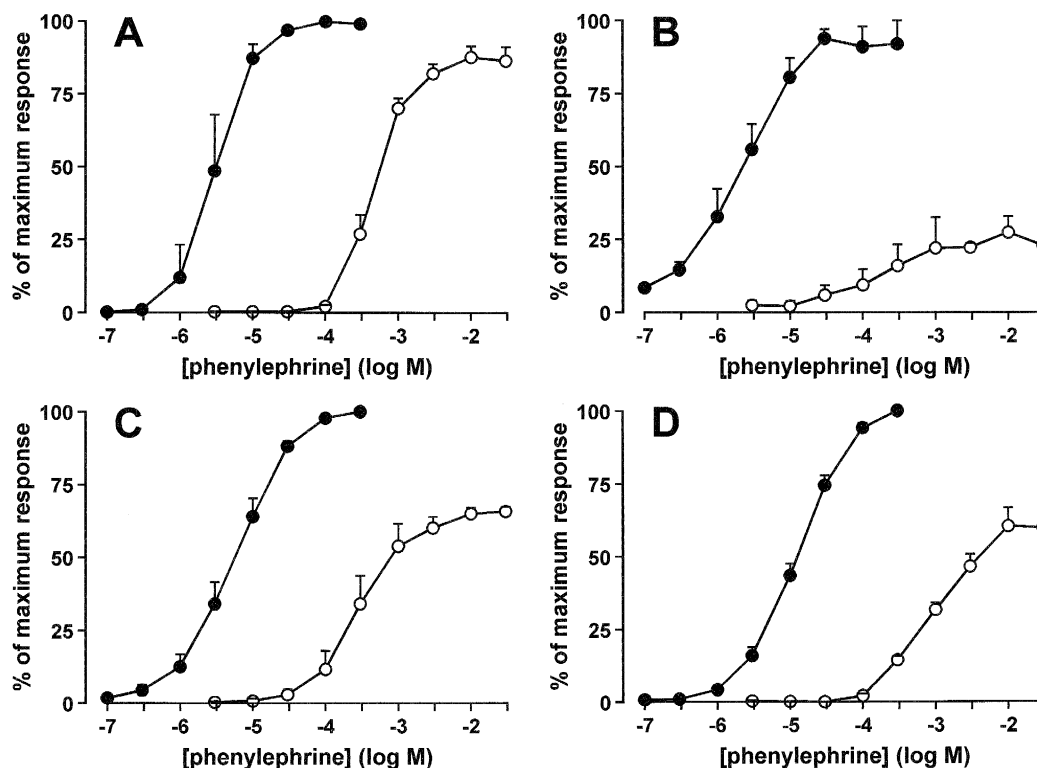 A
% of maximum response
100
75
50
25
0
-7 -6 -5 -4 -3 -2
[phenylephrine] (log M)
B
% of maximum response
100
75
50
25
0
-7 -6 -5 -4 -3 -2
[phenylephrine] (log M)
C
% of maximum response
100
75
50
25
0
-7 -6 -5 -4 -3 -2
[phenylephrine] (log M)
D
% of maximum response
100
75
50
25
0
-7 -6 -5 -4 -3 -2
[phenylephrine] (log M)